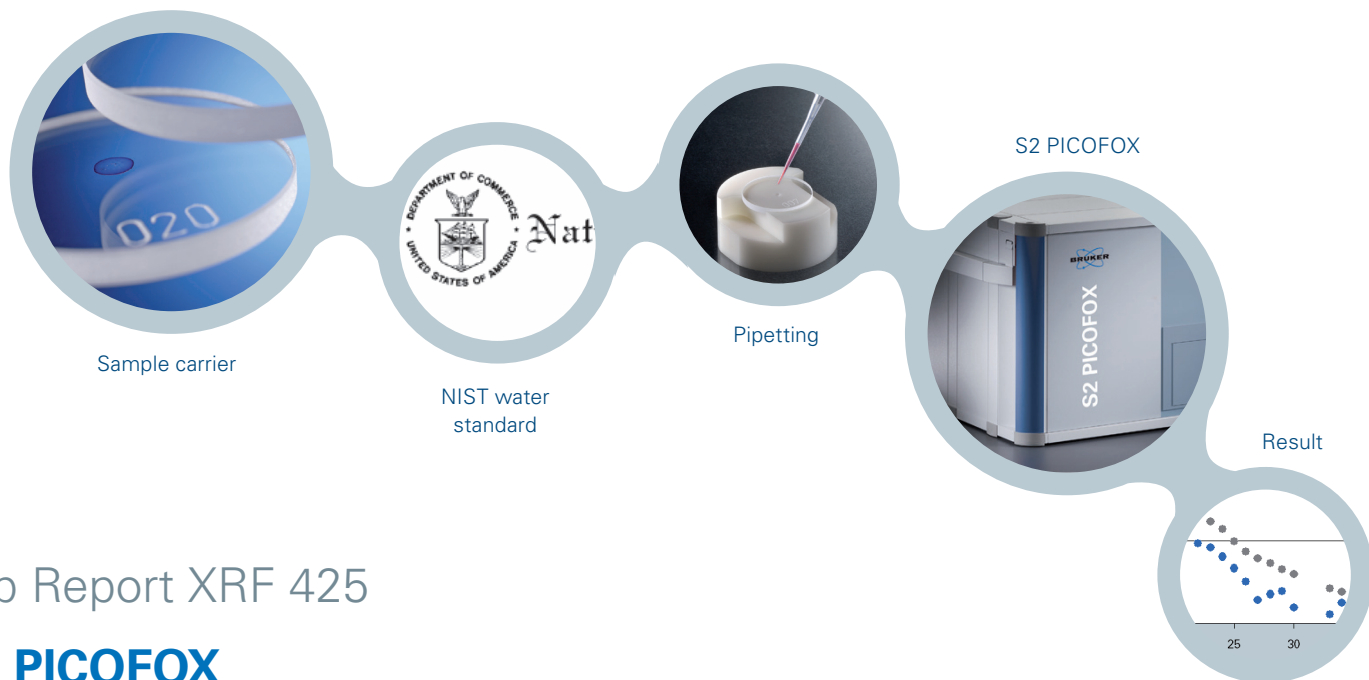 S2 PICOFOX
020
DEPARTMENT OF COMMERCE
UNITED STATES OF AMERICA
Nat
BRUKER
S2 PICOFOX
Pipetting
Sample carrier
NIST water
standard
Result
Report XRF 425
PICOFOX
25 30